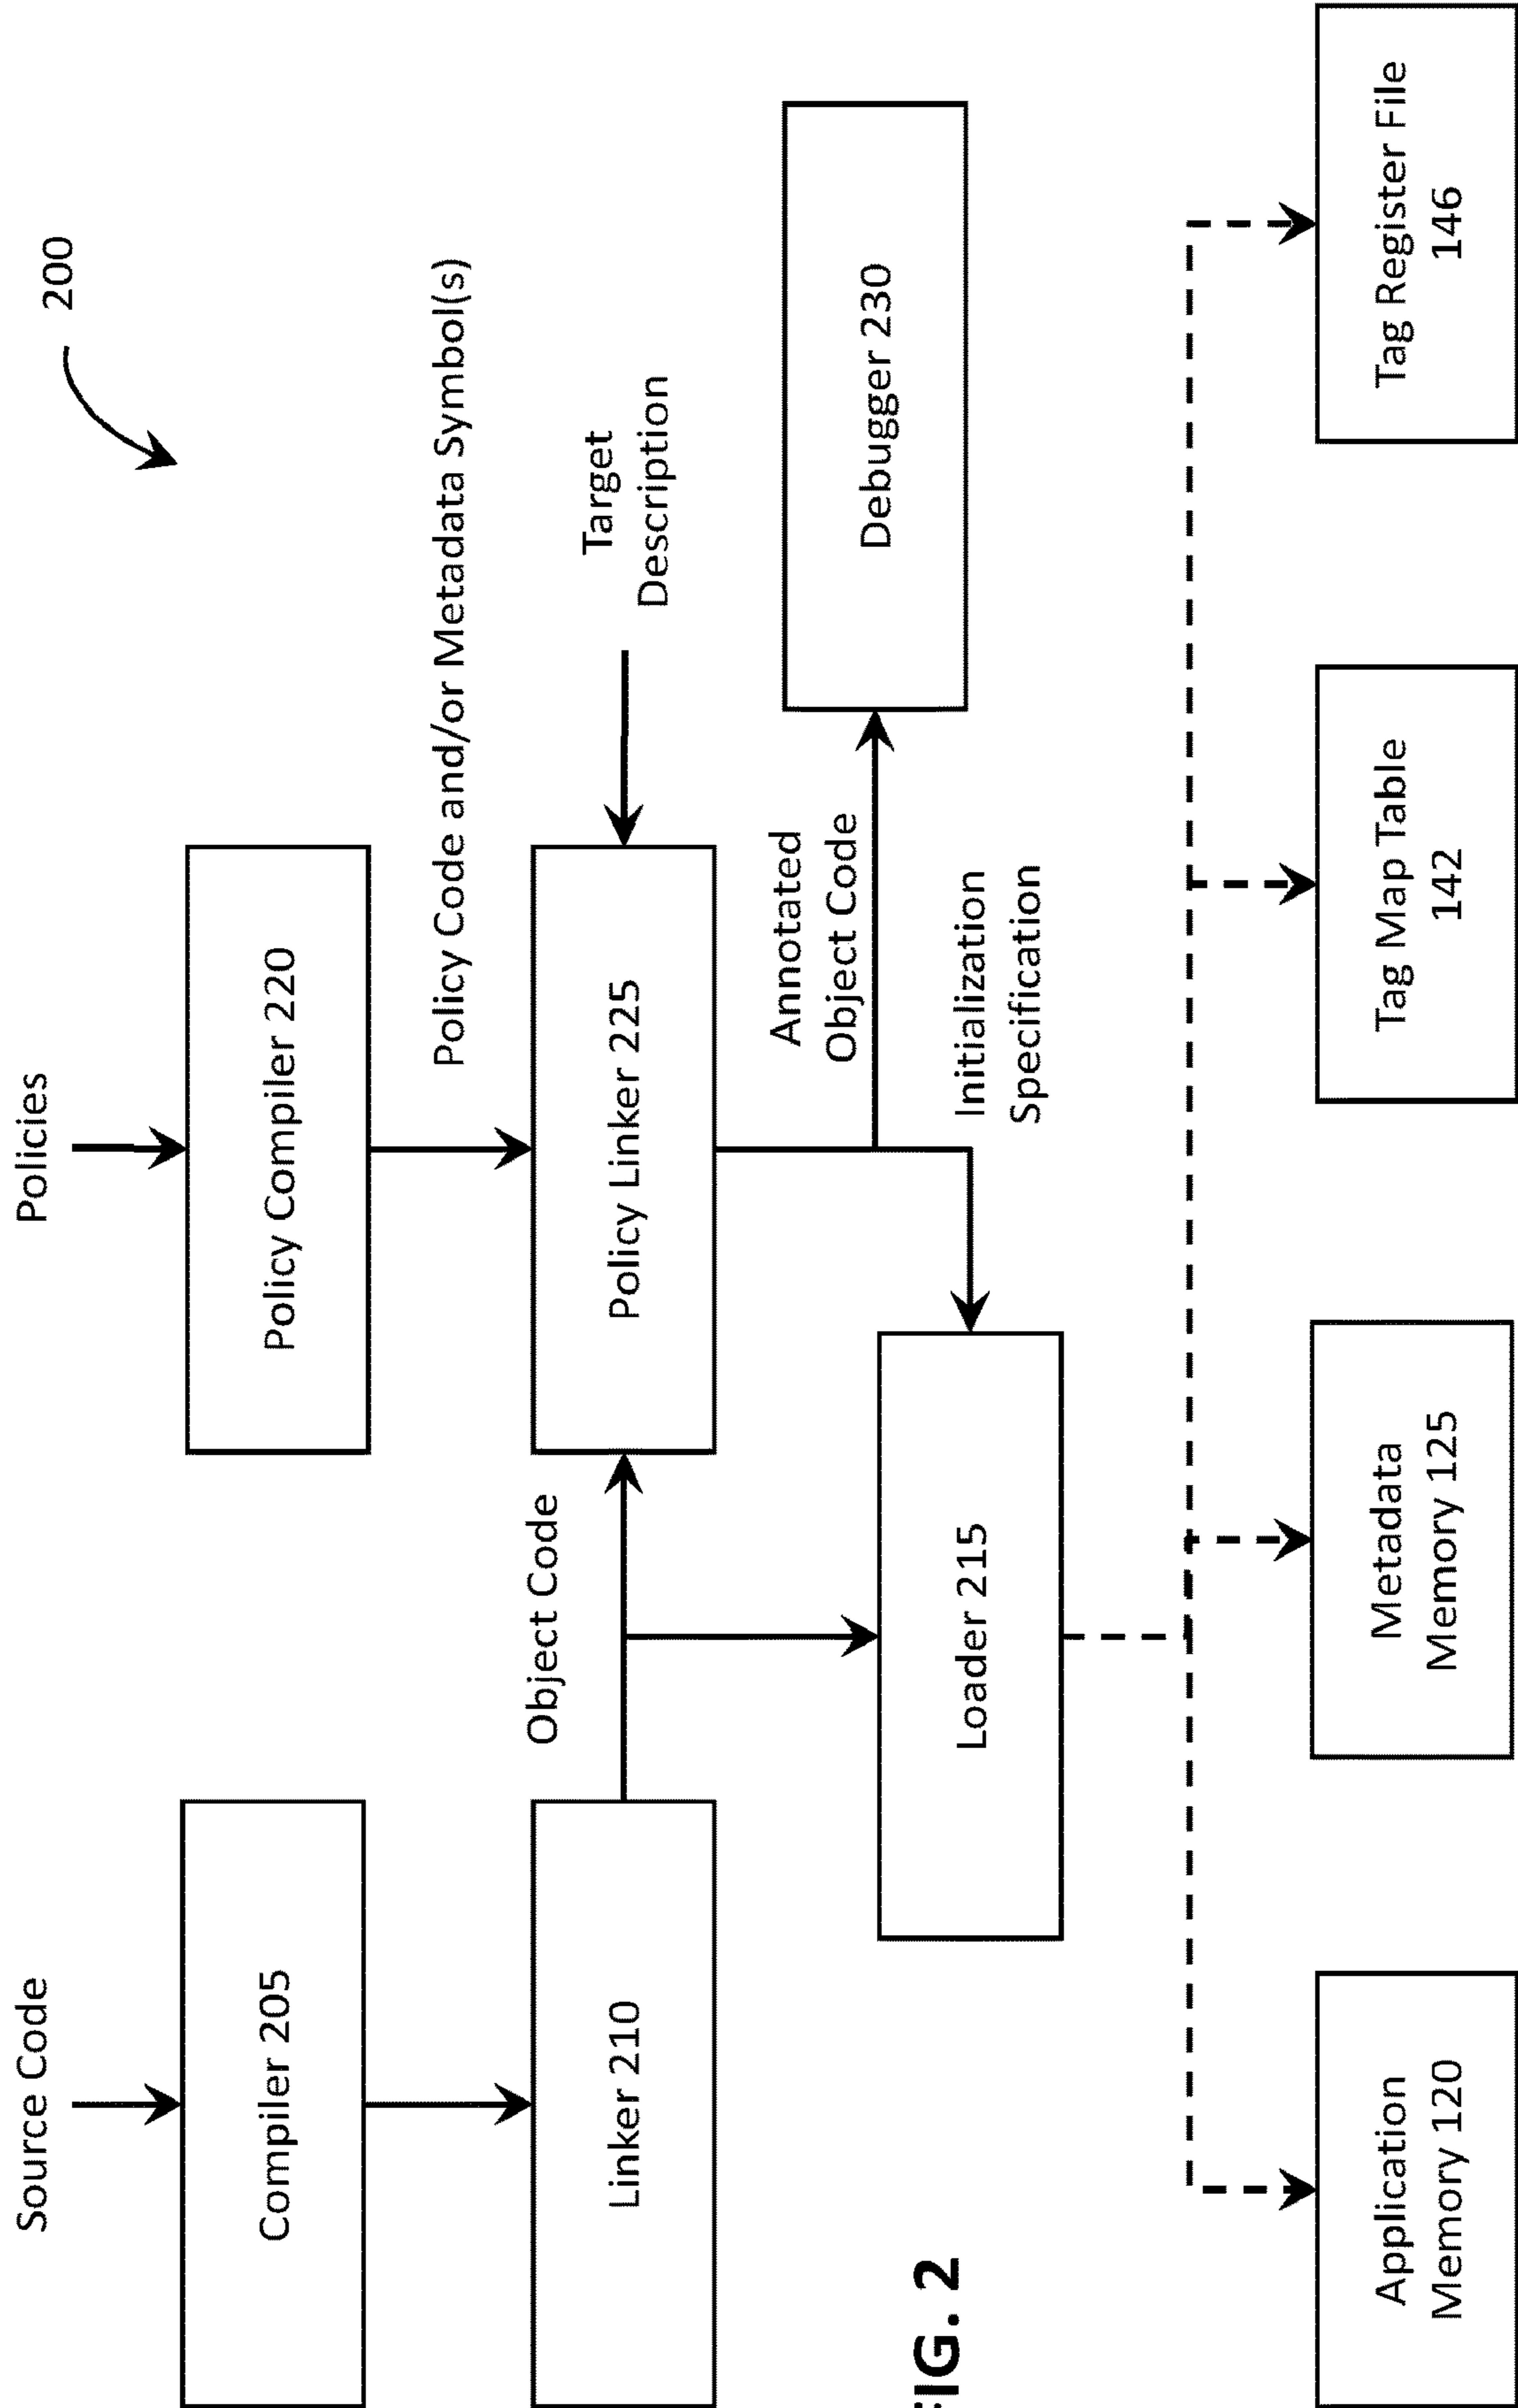 200
Source Code
Policies
Compiler 205
Policy Compiler 220
Policy Code and/or Metadata Symbol(s)
Object Code
Linker 210
Policy Linker 225
Target
Description
Annotated
Object Code
Debugger 230
Initialization
Specification
Loader 215
FIG. 2
Application
Memory 120
Metadata
Memory 125
Tag Map Table
142
Tag Register File
146